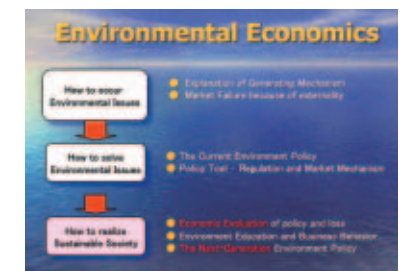 Environmental Economics
How to occur
Environmental Issues
Explanation of Generating Mechanism
Market Failure because of externality
How to solve
Environmental Issues
The Current Environment Policy
Policy Tool - Regulation and Market Mechanism
How to realize
Sustainable Society
Economic Evaluation of policy and loss
Environment Education and Business Behavior
The Next-Generation Environment Policy